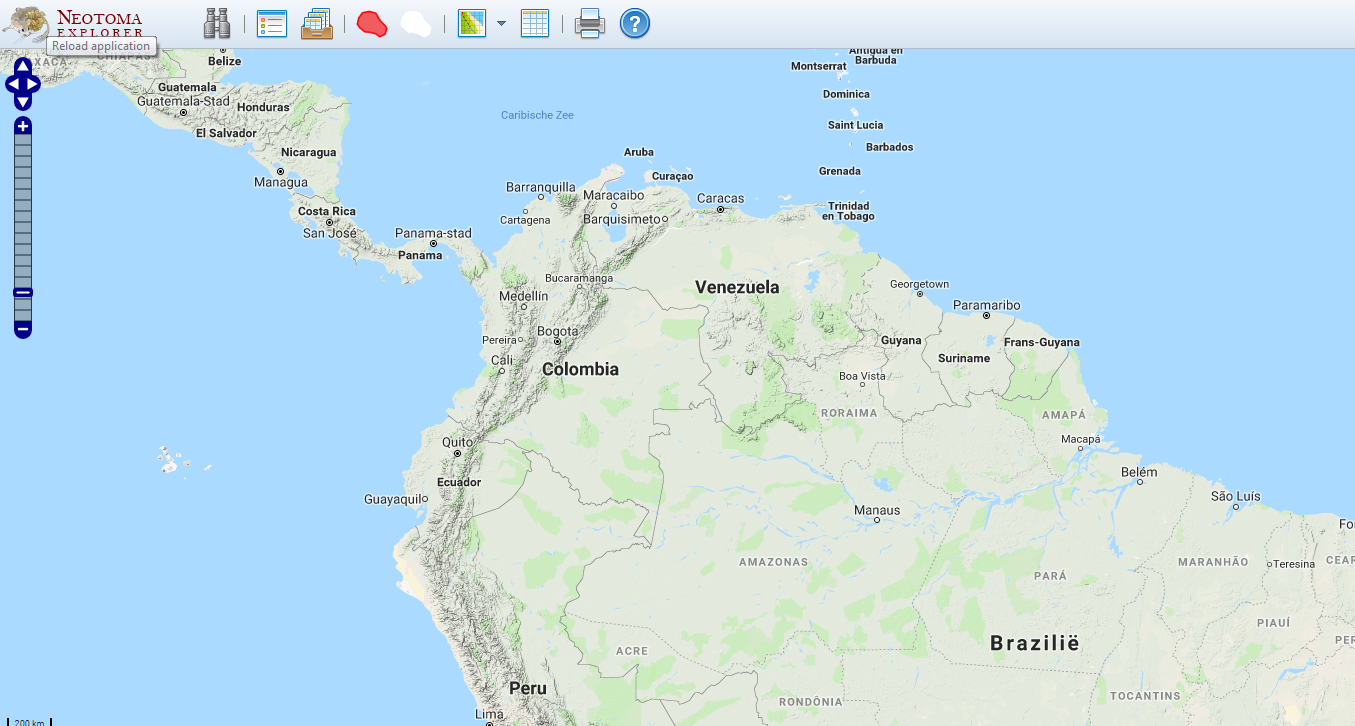 NEOTOMA
EXPLORER
Reload application
?
Antigua en
Barbuda
AXACA
CHIAPAS
Belize
Montserrat
Guatemala
Guatemala-Stad
Honduras
Dominica
Caribische Zee
El Salvador
Saint Lucia
Nicaragua
Aruba
Barbados
Managua
Curaçao
Grenada
Barranquilla
Maracaibo
Caracas
Costa Rica
Cartagena
Barquisimeto
Trinidad
en Tobago
San José
Panama-stad
Panama
Bucaramanga
Venezuela
Georgetown
Medellín
Paramaribo
Bogota
Pereira
Guyana
Frans-Guyana
Cali
Colombia
Suriname
Boa Vista
RORAIMA
AMAPÁ
Quito
Macapá
Ecuador
Belém
Guayaquil
São Luís
Manaus
Fo
AMAZONAS
MARANHÃO
Teresina
CEAR
PARÁ
PIAUÍ
Brazilië
PER
ACRE
Peru
TOCANTINS
RONDÔNIA
Lima
200 km